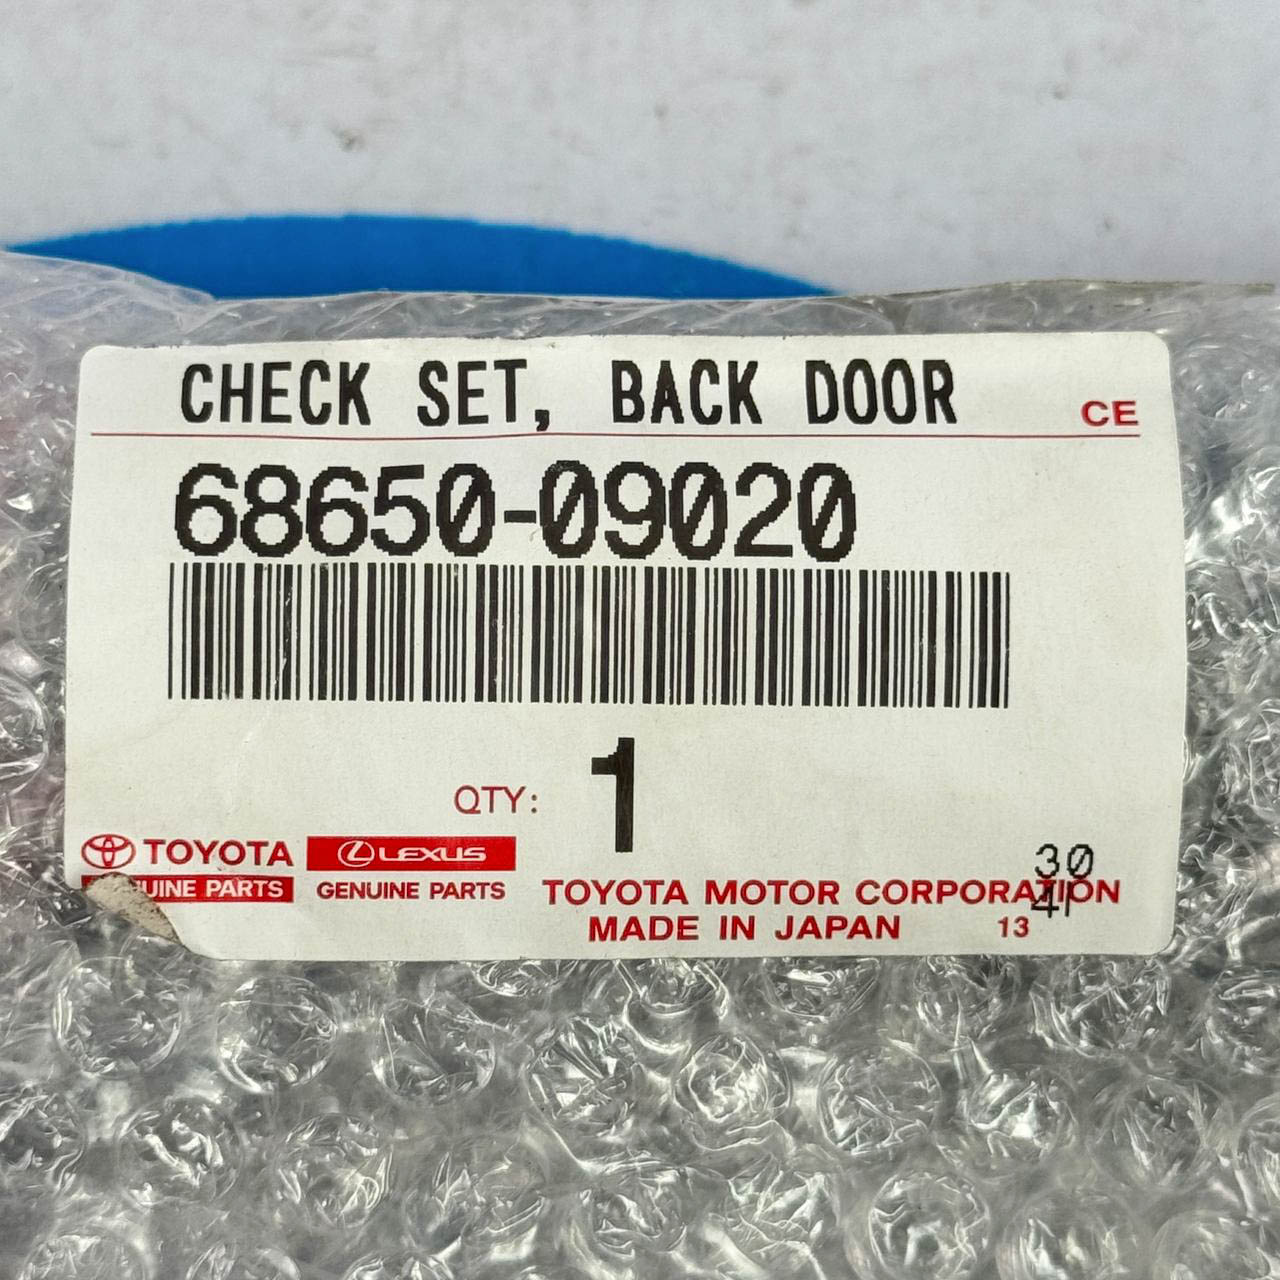 CHECK SET, BACK DOOR
CE
68650-09020
QTY: 1
TOYOTA LEXUS
PARTS GENUINE PARTS
30
TOYOTA MOTOR CORPORATION
MADE IN JAPAN 13